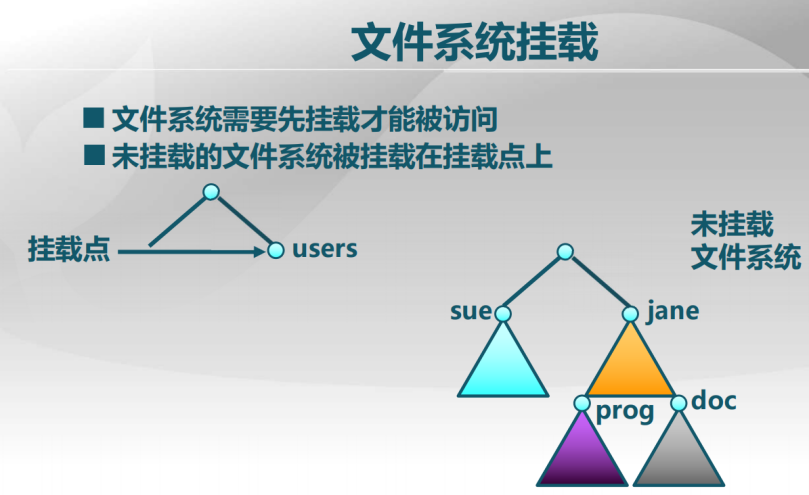 文件系统挂载
文件系统需要先挂载才能被访问
未挂载的文件系统被挂载在挂载点上
挂载点
users
未挂载
文件系统
sue
jane
prog
doc